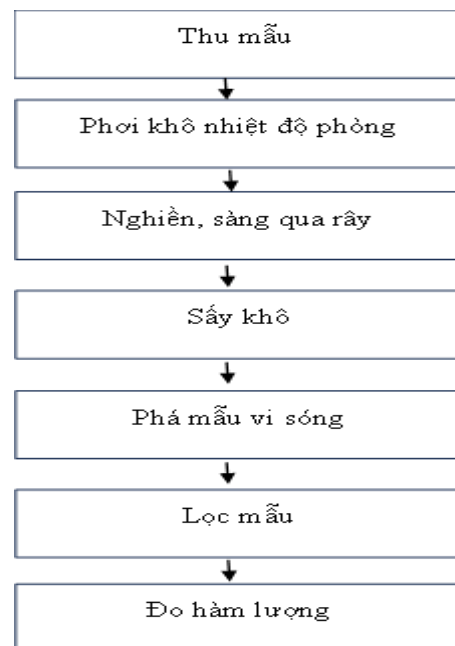 Thu mẫu
Phơi khô nhiệt độ phòng
Nghiền, sàng qua rây
Sấy khô
Phá mẫu vi sóng
Lọc mẫu
Đo hàm lượng